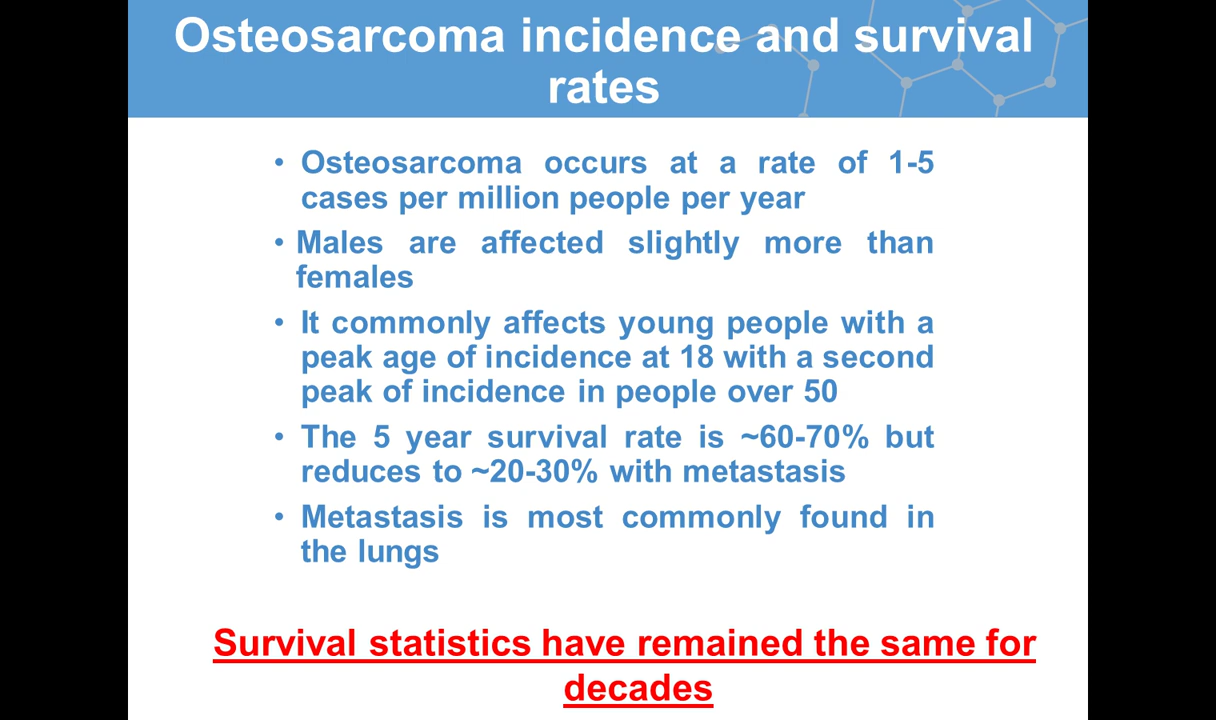 Osteosarcoma incidence and survival
rates
• Osteosarcoma occurs at a rate of 1-5
cases per million people per year
• Males are affected slightly more than
females
• It commonly affects young people with a
peak age of incidence at 18 with a second
peak of incidence in people over 50
• The 5 year survival rate is ~60-70% but
reduces to ~20-30% with metastasis
• Metastasis is most commonly found in
the lungs
Survival statistics have remained the same for
decades